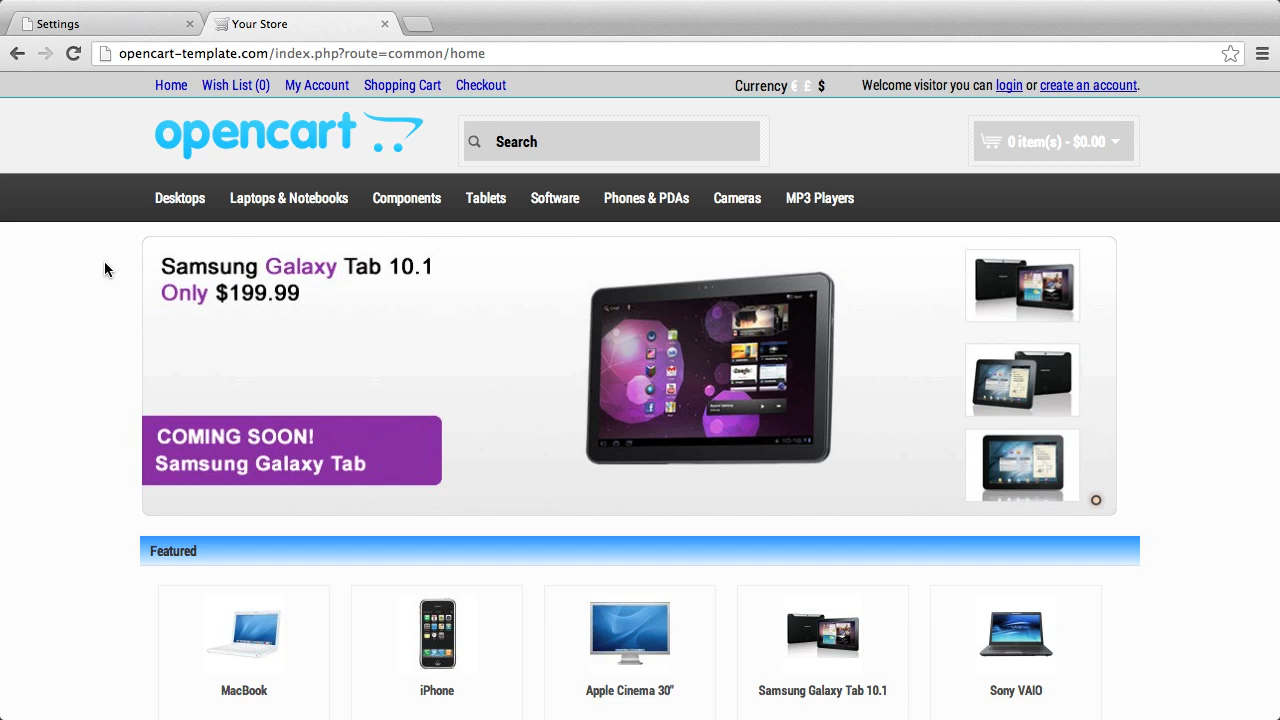 Settings
Your Store
opencart-template.com/index.php?route=common/home
Home Wish List (0) My Account Shopping Cart Checkout Currency € £ $ Welcome visitor you can login or create an account.
opencart
Search
0 item(s) - $0.00
Desktops Laptops & Notebooks Components Tablets Software Phones & PDAs Cameras MP3 Players
Samsung Galaxy Tab 10.1
Only $199.99
COMING SOON!
Samsung Galaxy Tab
Featured
MacBook iPhone Apple Cinema 30" Samsung Galaxy Tab 10.1 Sony VAIO